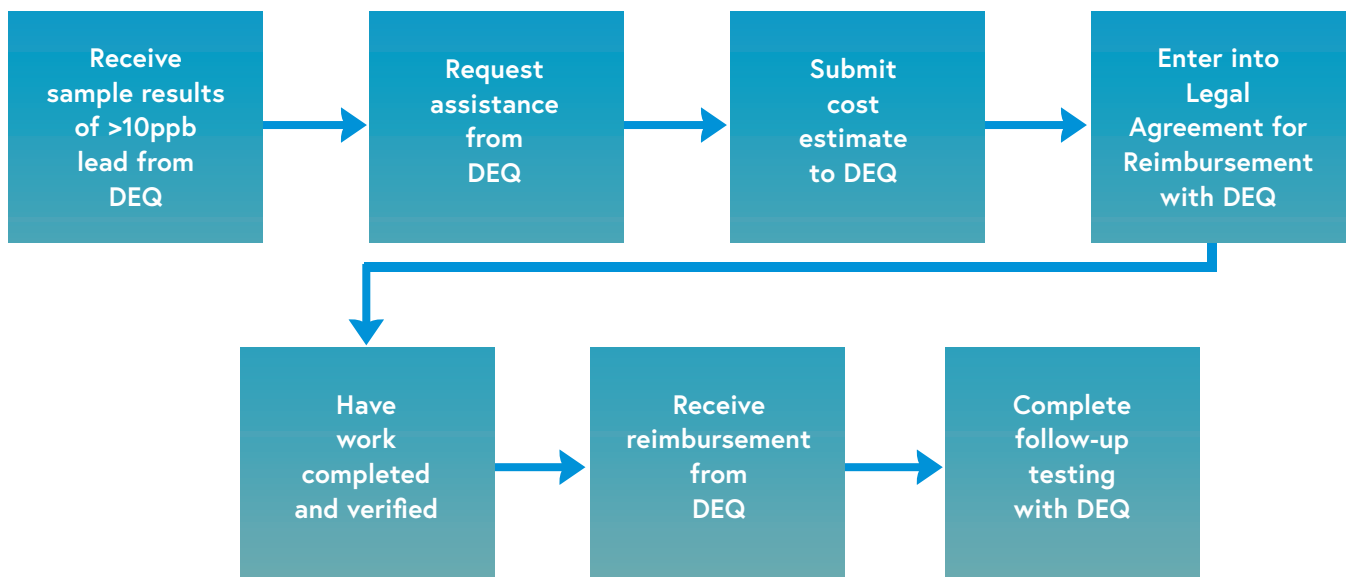 Receive
sample results
of >10ppb
lead from
DEQ
Request
assistance
from
DEQ
Submit
cost
estimate
to DEQ
Enter into
Legal
Agreement for
Reimbursement
with DEQ
Have
work
completed
and verified
Receive
reimbursement
from
DEQ
Complete
follow-up
testing
with DEQ